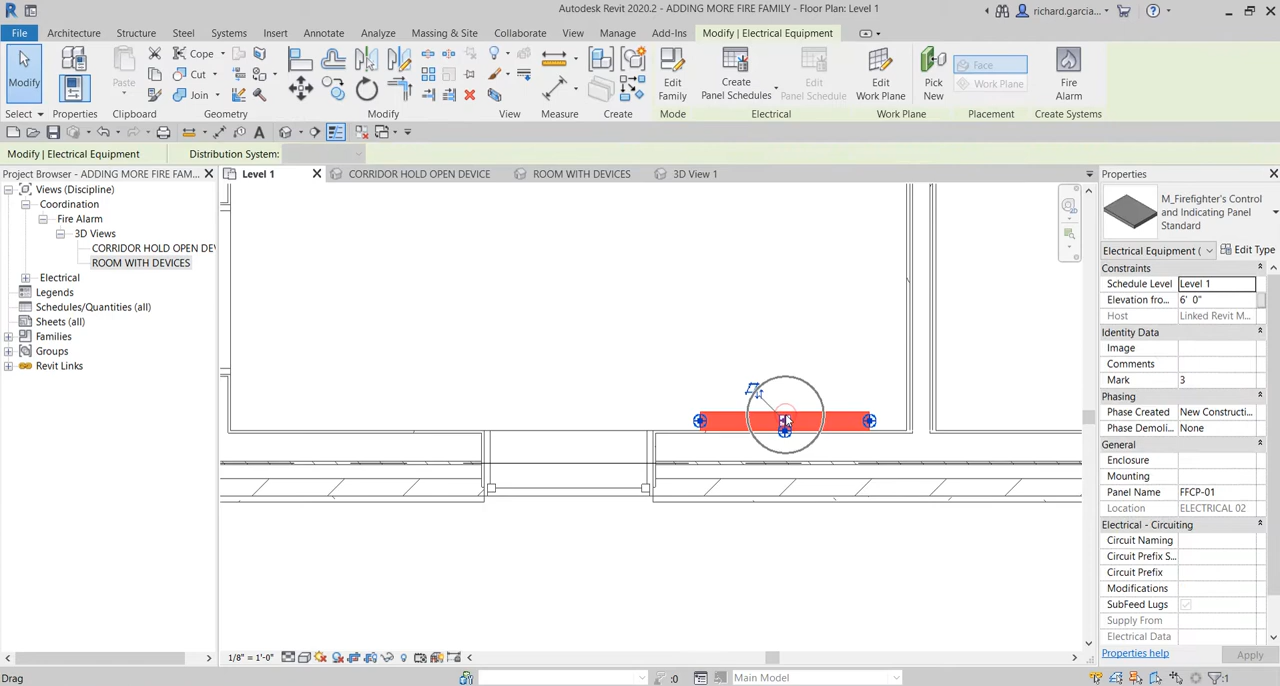 Autodesk Revit 2020.2 - ADDING MORE FIRE FAMILY - Floor Plan: Level 1
richard.garcia...
File Architecture Structure Steel Systems Insert Annotate Analyze Massing & Site Collaborate View Manage Add-Ins Modify | Electrical Equipment
Modify
Paste
Cope
Cut
Join
Edit
Family
Create
Panel Schedules
Edit
Panel Schedule
Edit
Work Plane
Pick
New
Face
Work Plane
Fire
Alarm
Select Properties Clipboard Geometry Modify View Measure Create Mode Electrical Work Plane Placement Create Systems
Modify | Electrical Equipment Distribution System:
Project Browser - ADDING MORE FIRE FAM...
Views (Discipline)
Coordination
Fire Alarm
3D Views
CORRIDOR HOLD OPEN DEV
ROOM WITH DEVICES
Electrical
Legends
Schedules/Quantities (all)
Sheets (all)
Families
Groups
Revit Links
Level 1 CORRIDOR HOLD OPEN DEVICE ROOM WITH DEVICES 3D View 1
Properties
M_Firefighter's Control
and Indicating Panel
Standard
Electrical Equipment ( Edit Type
Constraints
Schedule Level Level 1
Elevation fro... 6' 0"
Host Linked Revit M...
Identity Data
Image
Comments
Mark 3
Phasing
Phase Created New Constructi...
Phase Demoli... None
General
Enclosure
Mounting
Panel Name FFCP-01
Location ELECTRICAL 02
Electrical - Circuiting
Circuit Naming
Circuit Prefix S...
Circuit Prefix
Modifications
SubFeed Lugs
Supply From
Electrical Data
Properties help Apply
1/8" = 1'-0"
Drag :0 Main Model :1